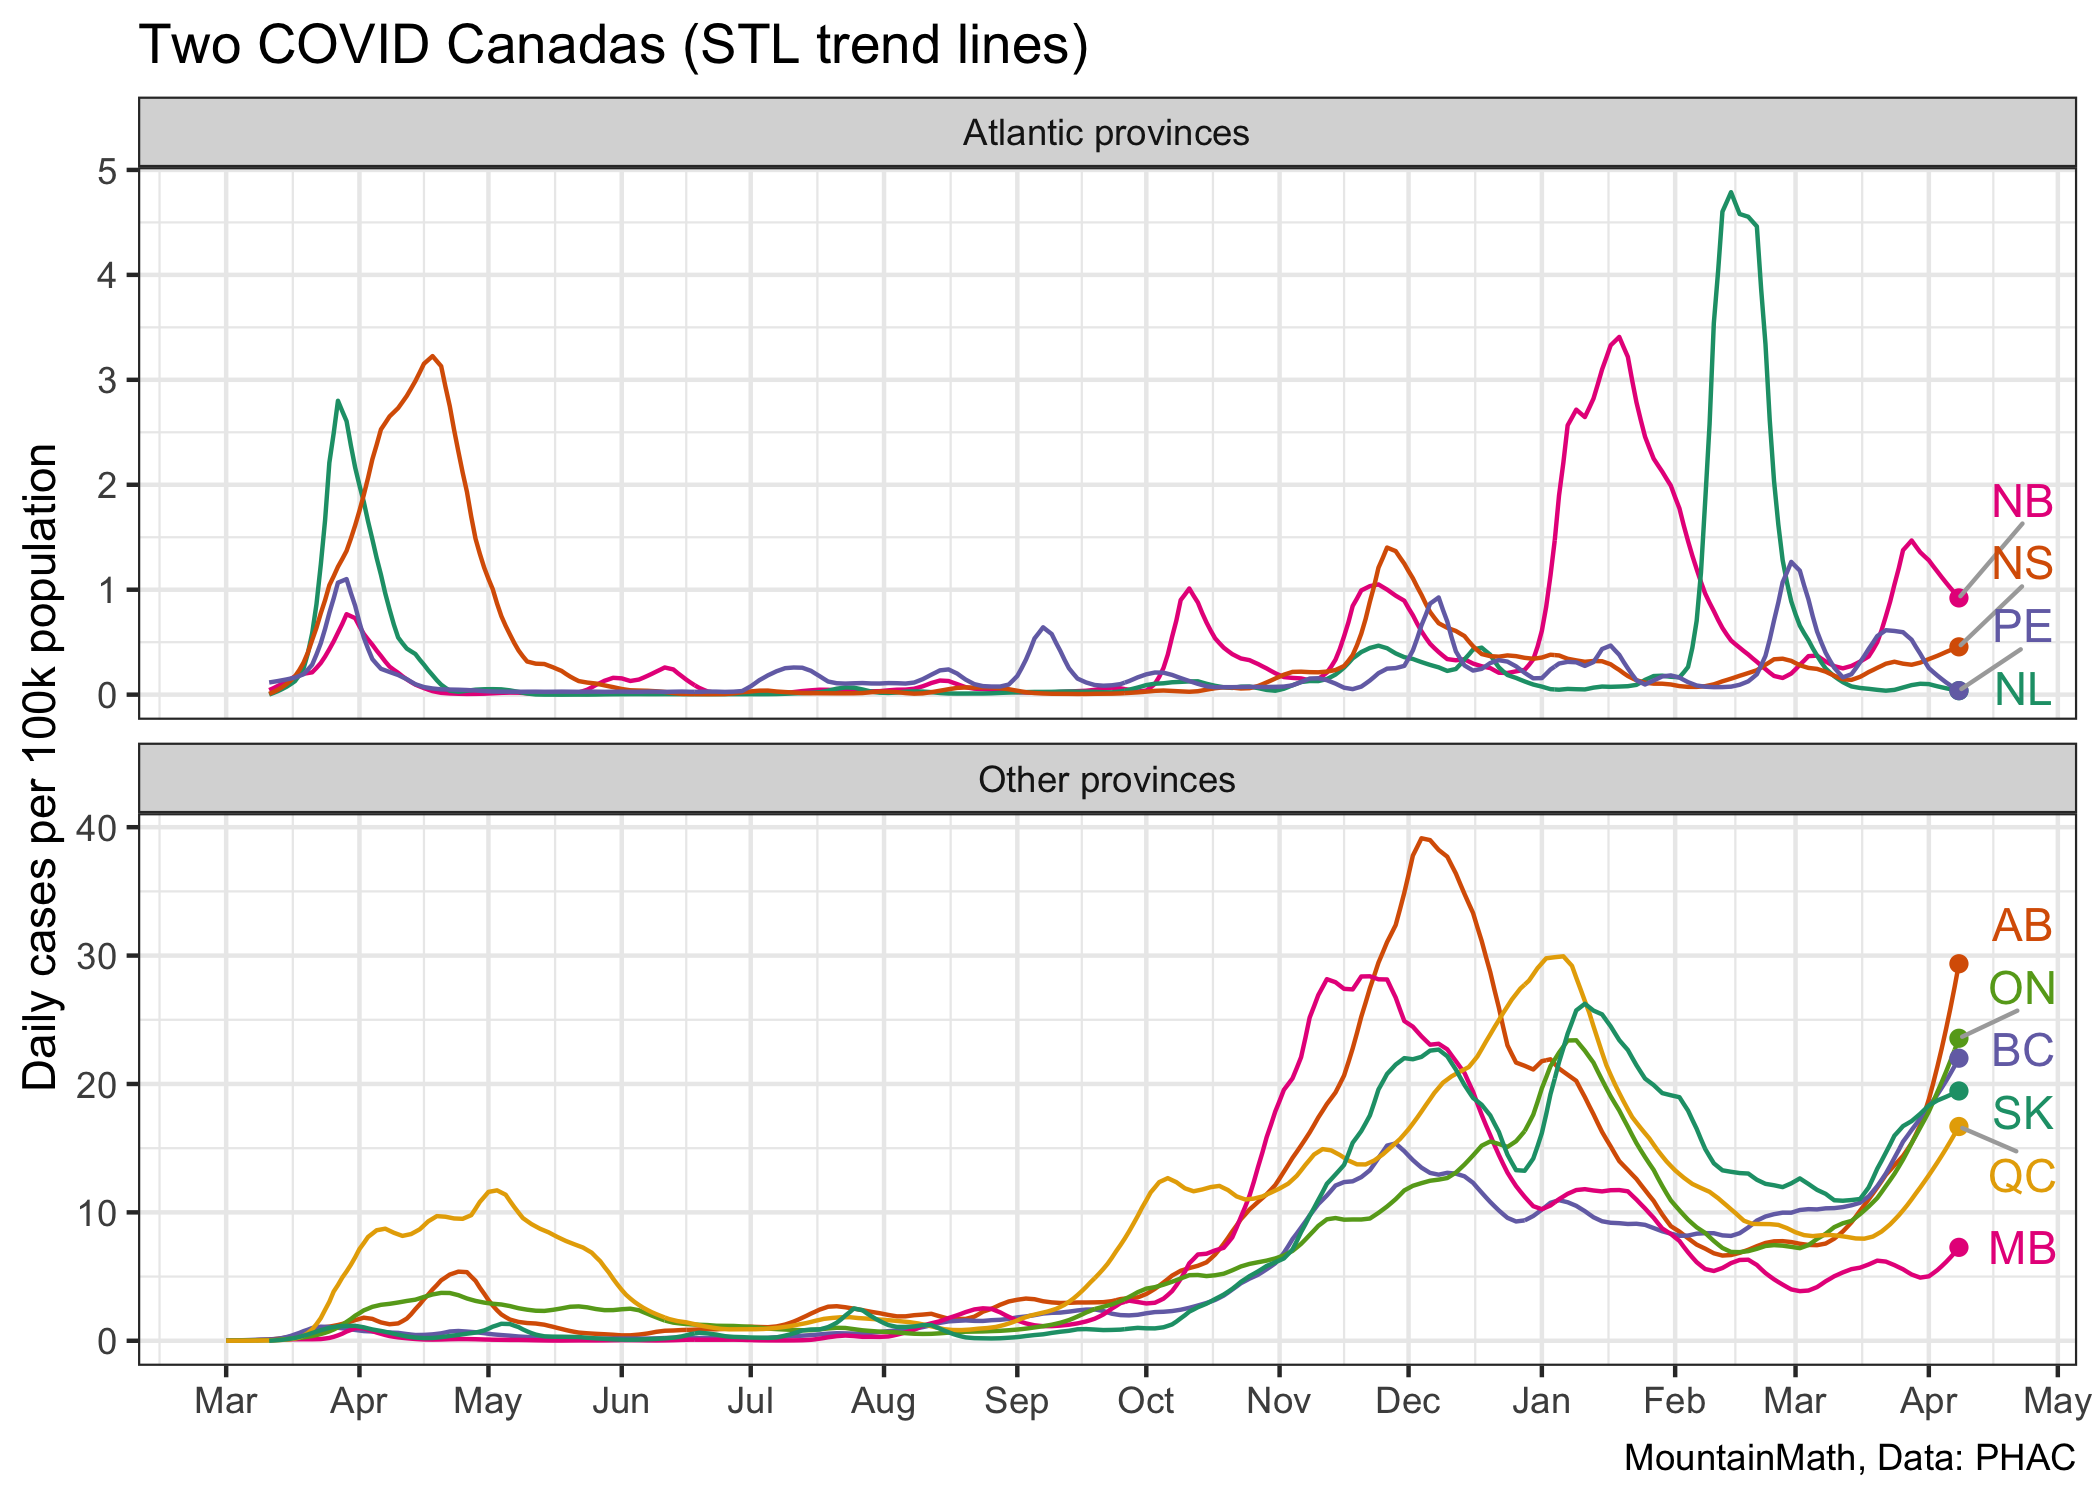 Two COVID Canadas (STL trend lines)
Atlantic provinces
5
4
3
2
1
0
NB
NS
PE
NL
Daily cases per 100k population
Other provinces
40
30
20
10
0
AB
ON
BC
SK
QC
MB
Mar Apr May Jun Jul Aug Sep Oct Nov Dec Jan Feb Mar Apr May
MountainMath, Data: PHAC